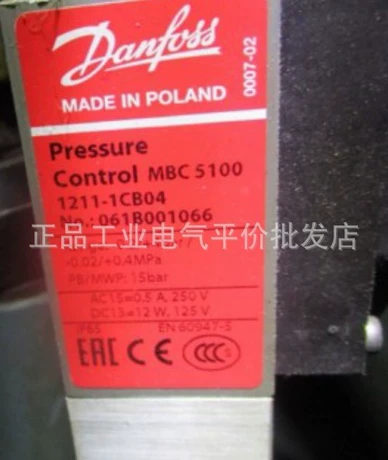 Danfoss
MADE IN POLAND
0007-02
Pressure
Control MBC 5100
1211-1CB04
No.: 061B001066
正品工业电气平价批发店
-0.02/+0.4MPa
PB/MWP: 15bar
AC15=0.5 A, 250 V
DC13=12 W, 125 V
IP65 EN 60947-5
EAC CE CCC